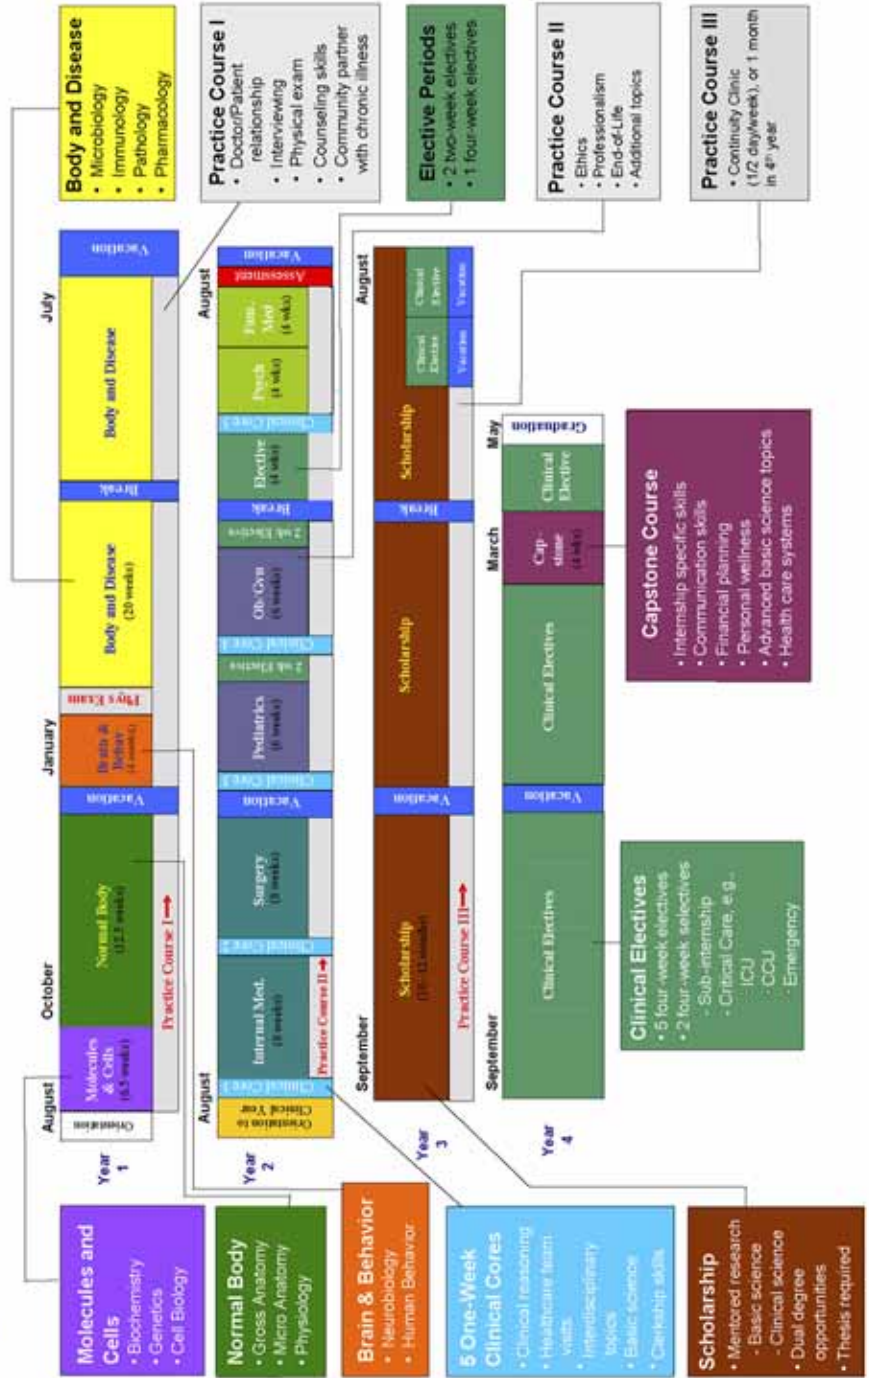 Molecules and
Cells
• Biochemistry
• Genetics
• Cell Biology
Normal Body
• Gross Anatomy
• Micro Anatomy
• Physiology
Brain & Behavior
• Neurobiology
• Human Behavior
5 One-Week
Clinical Cores
• Clinical reasoning
• Healthcare team
visits
• Interdisciplinary
topics
• Basic science
• Clerkship skills
Scholarship
• Mentored research
- Basic science
- Clinical science
• Dual degree
opportunities
• Thesis required
Year
1
August
October
January
July
Orientation
Molecules
& Cells
(6.5 weeks)
Normal Body
(12.5 weeks)
Vacation
Brain &
Behav
(4 weeks)
Phys Exam
Body and Disease
(20 weeks)
Break
Body and Disease
Vacation
Practice Course I
Year
2
August
August
Orientation to
Clinical Year
Clinical Core 1
Internal Med.
(8 weeks)
Clinical Core 2
Surgery
(8 weeks)
Vacation
Clinical Core 3
Pediatrics
(6 weeks)
2 wk Elective
Clinical Core 4
Ob/Gyn
(6 weeks)
2 wk Elective
Break
Elective
(4 wks)
Clinical Core 5
Psych
(4 wks)
Fam.
Med
(4 wks)
Assessment
Vacation
Practice Course II
Year
3
September
August
Scholarship
Vacation
Scholarship
Break
Scholarship
Clinical
Elective
Clinical
Elective
Vacation
Vacation
Practice Course III
Year
4
September
March
May
Clinical Electives
Vacation
Clinical Electives
Cap-
stone
(4 wks)
Clinical
Elective
Graduation
Clinical Electives
• 5 four-week electives
• 2 four-week selectives
- Sub-internship
- Critical Care, e.g.,
ICU
CCU
- Emergency
Capstone Course
• Internship specific skills
• Communication skills
• Financial planning
• Personal wellness
• Advanced basic science topics
• Health care systems
Body and Disease
• Microbiology
• Immunology
• Pathology
• Pharmacology
Practice Course I
• Doctor/Patient
relationship
• Interviewing
• Physical exam
• Counseling skills
• Community partner
with chronic illness
Elective Periods
• 2 two-week electives
• 1 four-week electives
Practice Course II
• Ethics
• Professionalism
• End-of-Life
• Additional topics
Practice Course III
• Continuity Clinic
(1/2 day/week), or 1 month
in 4th year